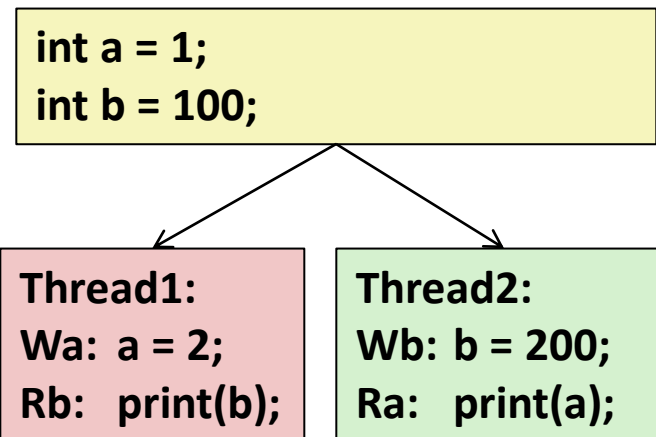 int a = 1;
int b = 100;
Thread1:
Wa: a = 2;
Rb: print(b);
Thread2:
Wb: b = 200;
Ra: print(a);